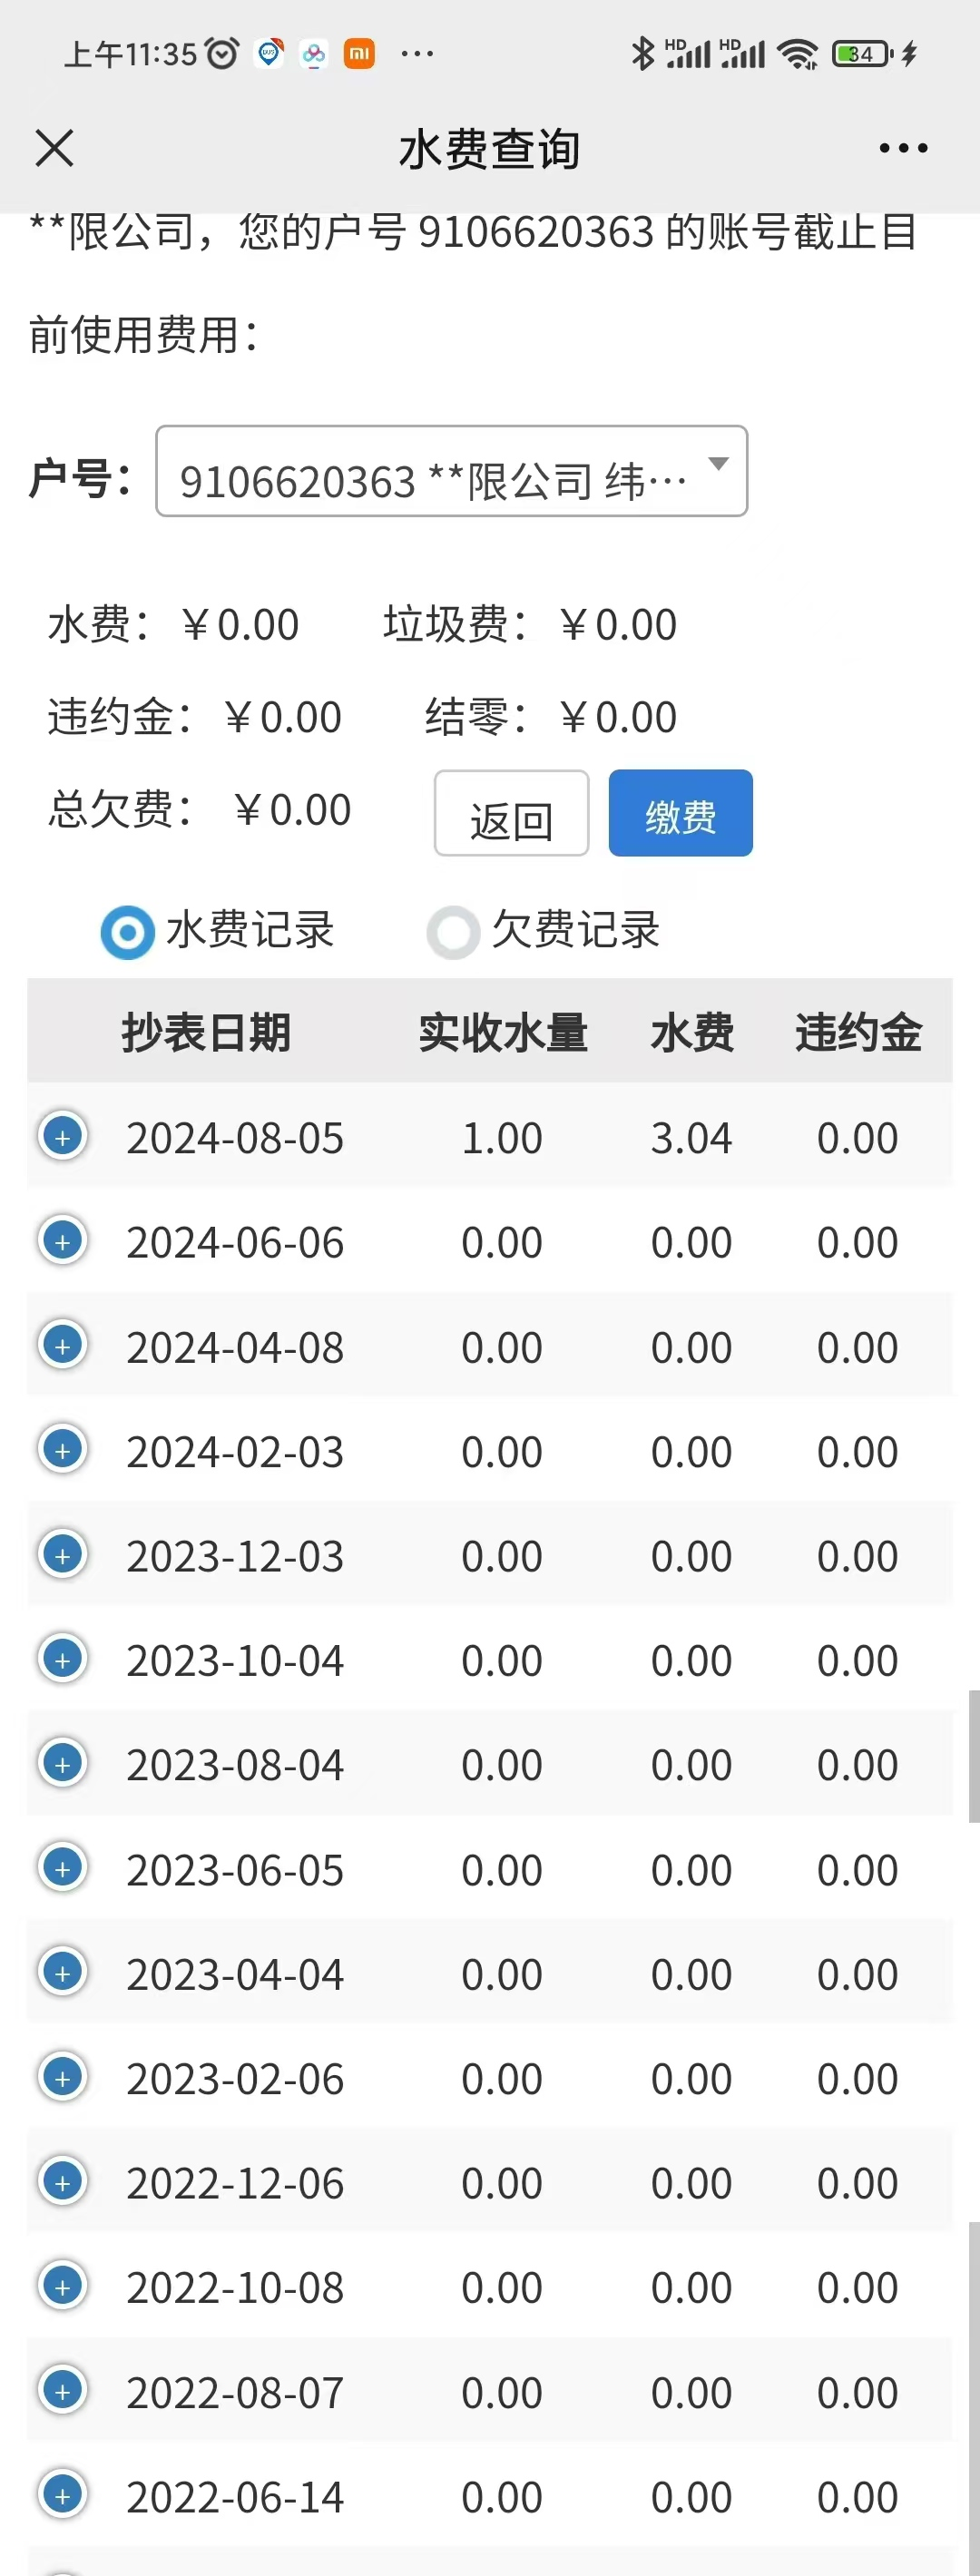 上午11:35 DUS mi ... HD HD 34
水费查询
**限公司，您的户号 9106620363 的账号截止目
前使用费用：
户号： 9106620363 **限公司 纬…
水费：￥0.00 垃圾费：￥0.00
违约金：￥0.00 结零：￥0.00
总欠费：￥0.00 返回 缴费
水费记录 欠费记录
抄表日期 实收水量 水费 违约金
+ 2024-08-05 1.00 3.04 0.00
+ 2024-06-06 0.00 0.00 0.00
+ 2024-04-08 0.00 0.00 0.00
+ 2024-02-03 0.00 0.00 0.00
+ 2023-12-03 0.00 0.00 0.00
+ 2023-10-04 0.00 0.00 0.00
+ 2023-08-04 0.00 0.00 0.00
+ 2023-06-05 0.00 0.00 0.00
+ 2023-04-04 0.00 0.00 0.00
+ 2023-02-06 0.00 0.00 0.00
+ 2022-12-06 0.00 0.00 0.00
+ 2022-10-08 0.00 0.00 0.00
+ 2022-08-07 0.00 0.00 0.00
+ 2022-06-14 0.00 0.00 0.00